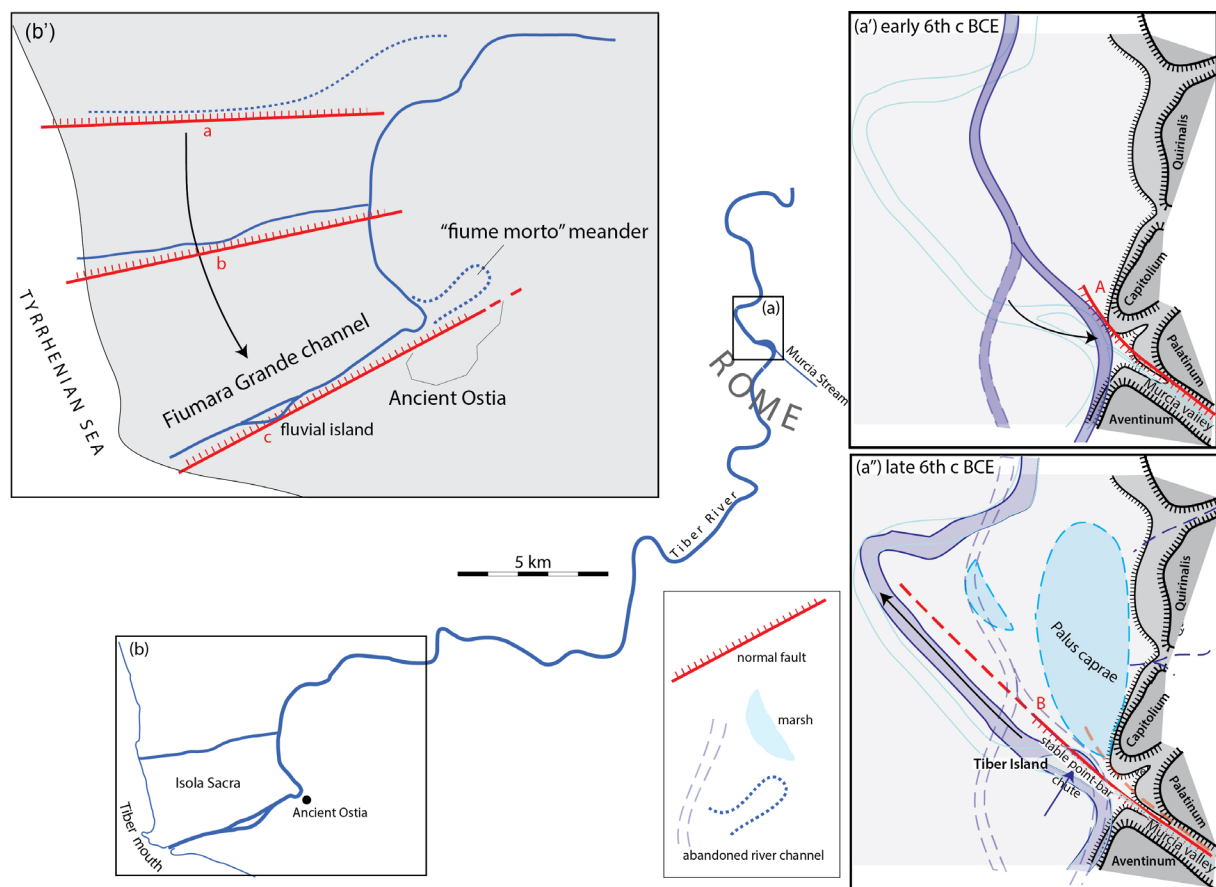 (b’)
a
b
“fiume morto” meander
TYRRHENIAN SEA
Fiumara Grande channel
Ancient Ostia
fluvial island
c
(a)
Murcia Stream
ROME
Tiber River
5 km
(b)
Isola Sacra
Ancient Ostia
Tiber mouth
normal fault
marsh
abandoned river channel
(a’) early 6th c BCE
Quirinalis
A
Capitolium
Palatinum
Murcia valley
Aventinum
(a”) late 6th c BCE
Quirinalis
Palus caprae
B
Capitolium
stable point-bar
Tiber Island
chute
Palatinum
Murcia valley
Aventinum